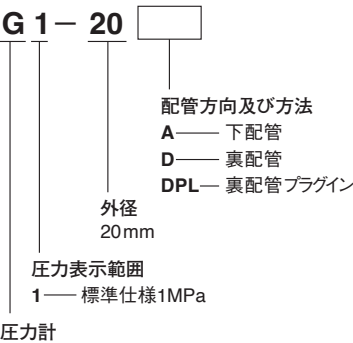 G 1－ 20
配管方向及び方法
A―― 下配管
D―― 裏配管
DPL― 裏配管プラグイン
外径
20mm
圧力表示範囲
1―― 標準仕様1MPa
圧力計